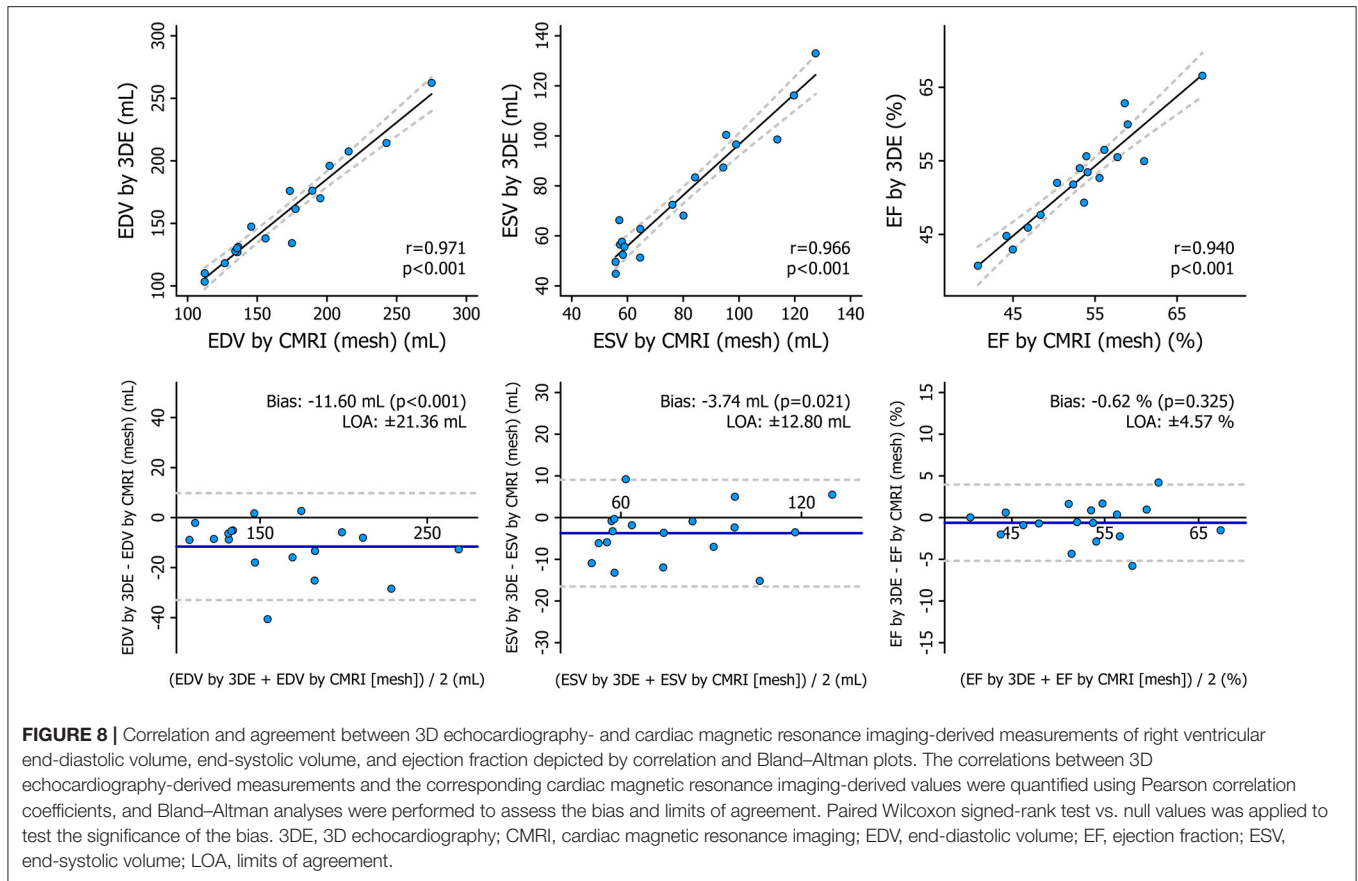 300
250
200
150
100
EDV by 3DE (mL)
r=0.971
p<0.001
100 150 200 250 300
EDV by CMRI (mesh) (mL)
140
120
100
80
60
40
ESV by 3DE (mL)
r=0.966
p<0.001
40 60 80 100 120 140
ESV by CMRI (mesh) (mL)
65
55
45
EF by 3DE (%)
r=0.940
p<0.001
45 55 65
EF by CMRI (mesh) (%)
EDV by 3DE - EDV by CMRI (mesh) (mL)
40
20
0
-20
-40
Bias: -11.60 mL (p<0.001)
LOA: ±21.36 mL
150 250
(EDV by 3DE + EDV by CMRI [mesh]) / 2 (mL)
ESV by 3DE - ESV by CMRI (mesh) (mL)
30
20
10
0
-10
-20
-30
Bias: -3.74 mL (p=0.021)
LOA: ±12.80 mL
60 120
(ESV by 3DE + ESV by CMRI [mesh]) / 2 (mL)
EF by 3DE - EF by CMRI (mesh) (%)
15
10
5
0
-5
-10
-15
Bias: -0.62 % (p=0.325)
LOA: ±4.57 %
45 55 65
(EF by 3DE + EF by CMRI [mesh]) / 2 (%)
FIGURE 8 | Correlation and agreement between 3D echocardiography- and cardiac magnetic resonance imaging-derived measurements of right ventricular
end-diastolic volume, end-systolic volume, and ejection fraction depicted by correlation and Bland–Altman plots. The correlations between 3D
echocardiography-derived measurements and the corresponding cardiac magnetic resonance imaging-derived values were quantified using Pearson correlation
coefficients, and Bland–Altman analyses were performed to assess the bias and limits of agreement. Paired Wilcoxon signed-rank test vs. null values was applied to
test the significance of the bias. 3DE, 3D echocardiography; CMRI, cardiac magnetic resonance imaging; EDV, end-diastolic volume; EF, ejection fraction; ESV,
end-systolic volume; LOA, limits of agreement.